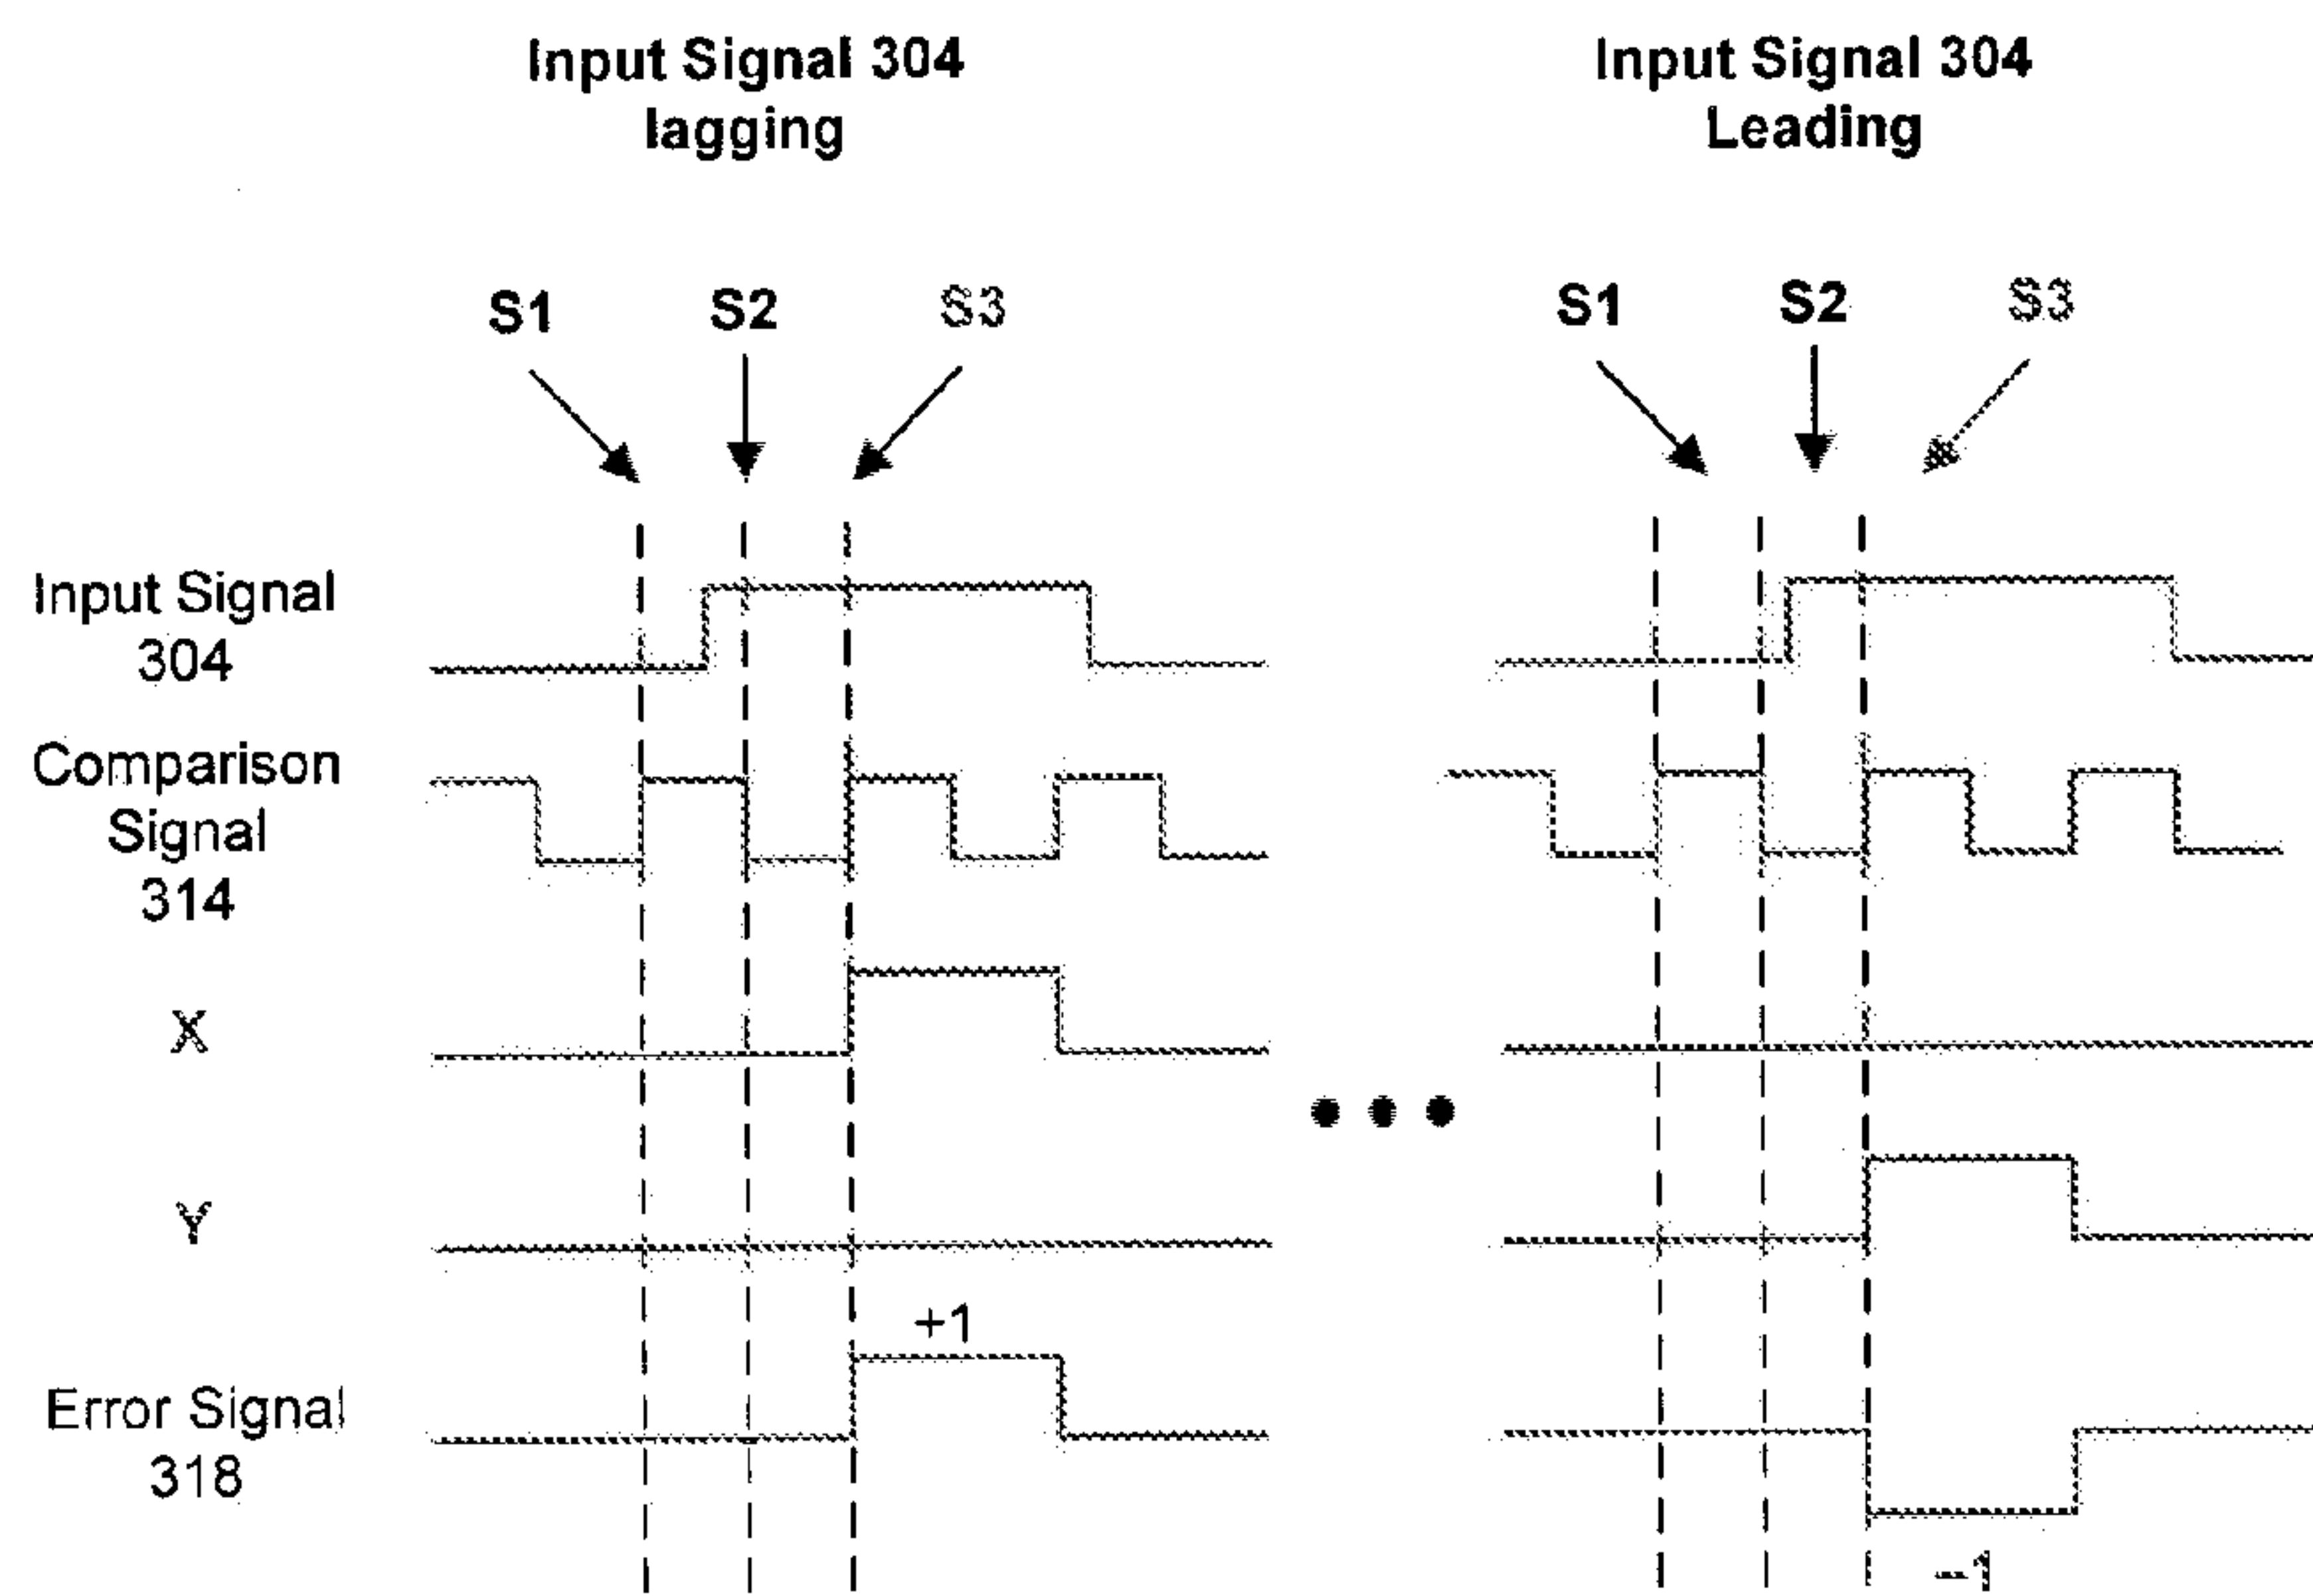 Input Signal 304
lagging
Input Signal 304
Leading
S1
S2
S3
S1
S2
S3
Input Signal
304
Comparison
Signal
314
X
Y
+1
Error Signal
318
−1